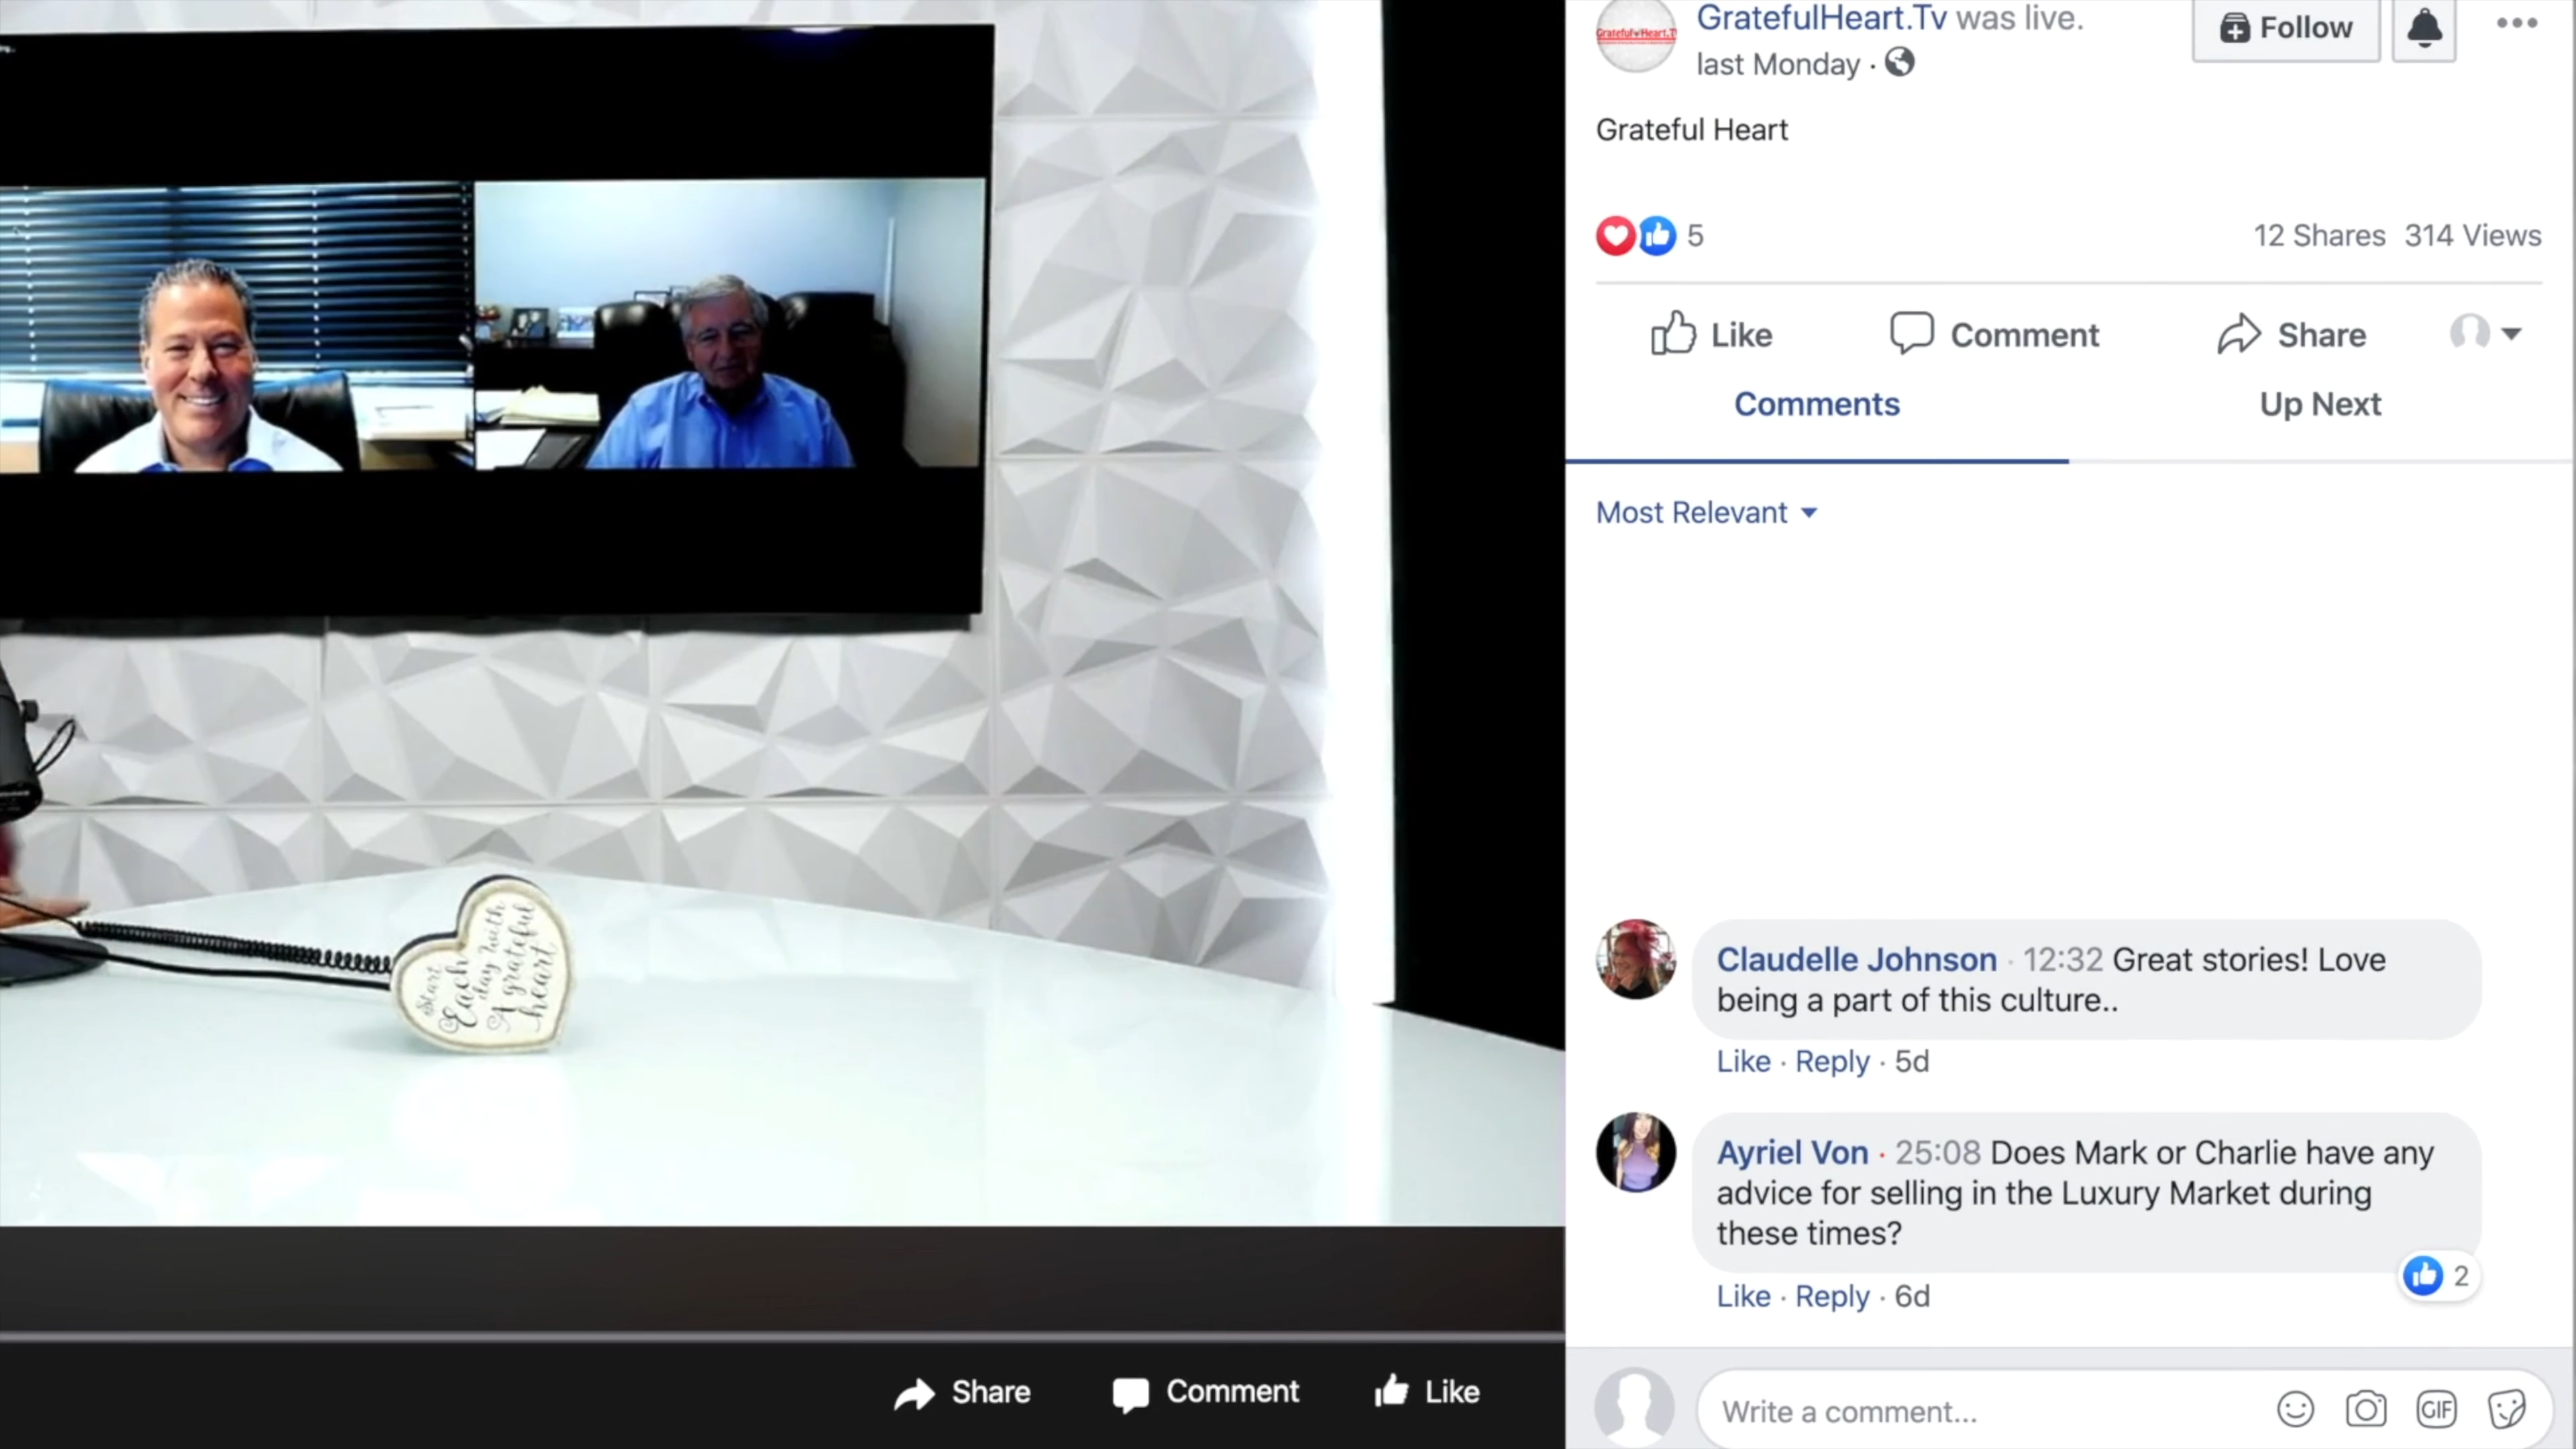 GratefulHeart.Tv was live.
last Monday ·
Follow
Grateful♥Heart.T
Grateful Heart
5
12 Shares 314 Views
Like
Comment
Share
Comments
Up Next
Most Relevant
Start
Each
day with
A grateful
heart
Claudelle Johnson · 12:32 Great stories! Love
being a part of this culture..
Like · Reply · 5d
Ayriel Von · 25:08 Does Mark or Charlie have any
advice for selling in the Luxury Market during
these times?
2
Like · Reply · 6d
Share
Comment
Like
Write a comment...
GIF